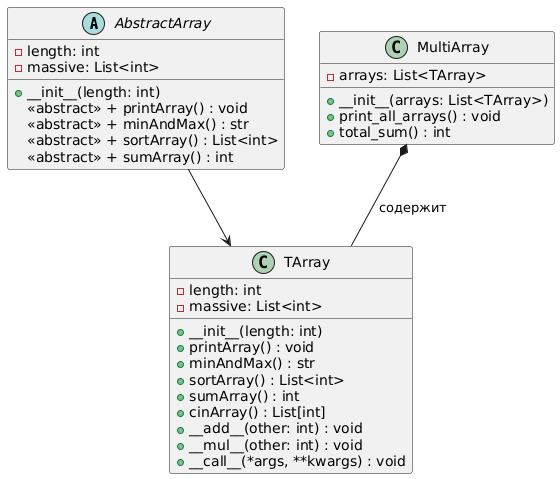 A AbstractArray
length: int
massive: List<int>
__init__(length: int)
«abstract» + printArray() : void
«abstract» + minAndMax() : str
«abstract» + sortArray() : List<int>
«abstract» + sumArray() : int
C MultiArray
arrays: List<TArray>
__init__(arrays: List<TArray>)
print_all_arrays() : void
total_sum() : int
содержит
C TArray
length: int
massive: List<int>
__init__(length: int)
printArray() : void
minAndMax() : str
sortArray() : List<int>
sumArray() : int
cinArray() : List[int]
__add__(other: int) : void
__mul__(other: int) : void
__call__(*args, **kwargs) : void